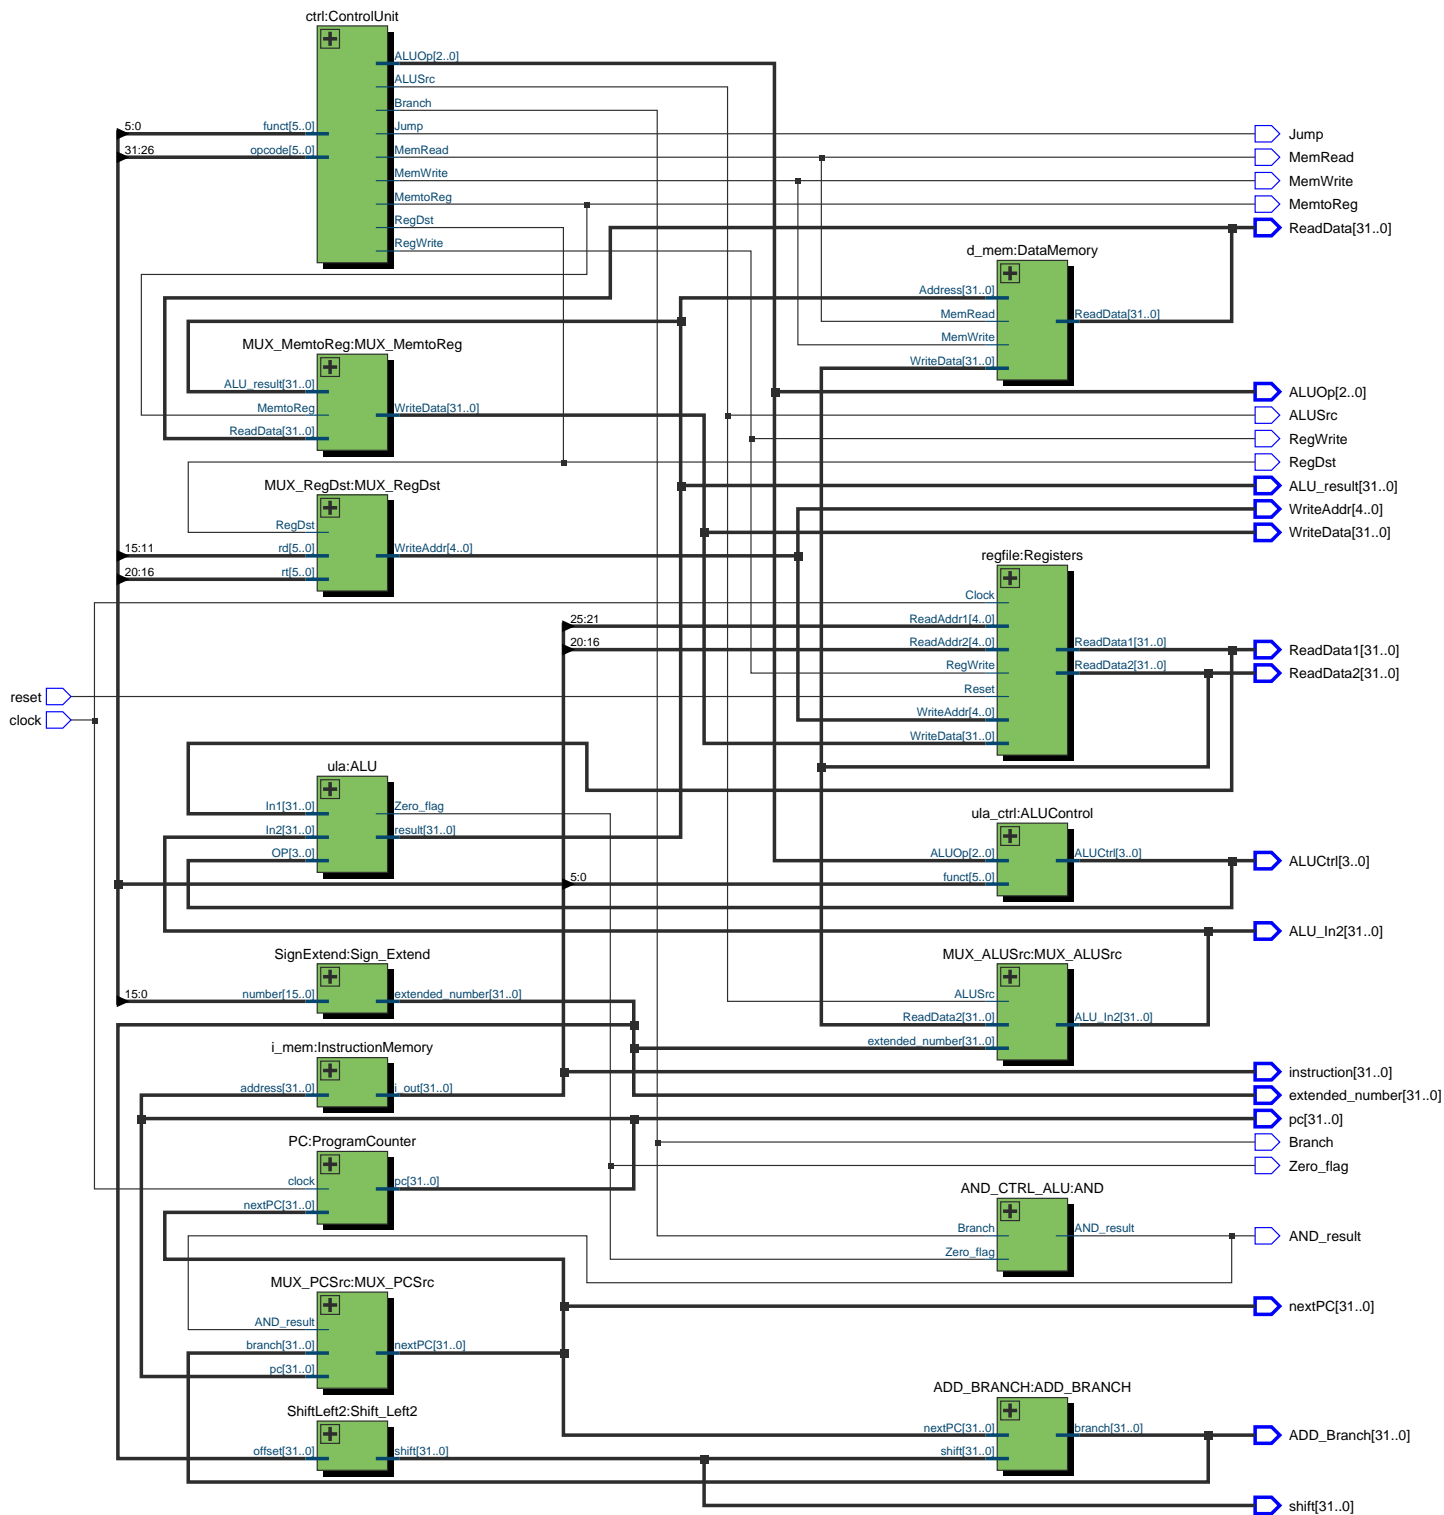 ctrl:ControlUnit
ALUOp[2..0]
ALUSrc
Branch
5:0 funct[5..0] Jump
31:26 opcode[5..0] MemRead
MemWrite
MemtoReg
RegDst
RegWrite
Jump
MemRead
MemWrite
MemtoReg
ReadData[31..0]
d_mem:DataMemory
Address[31..0]
MemRead ReadData[31..0]
MemWrite
WriteData[31..0]
MUX_MemtoReg:MUX_MemtoReg
ALU_result[31..0]
MemtoReg WriteData[31..0]
ReadData[31..0]
ALUOp[2..0]
ALUSrc
RegWrite
RegDst
ALU_result[31..0]
WriteAddr[4..0]
WriteData[31..0]
MUX_RegDst:MUX_RegDst
RegDst
15:11 rd[5..0] WriteAddr[4..0]
20:16 rt[5..0]
regfile:Registers
Clock
25:21 ReadAddr1[4..0]
20:16 ReadAddr2[4..0] ReadData1[31..0]
RegWrite ReadData2[31..0]
Reset
WriteAddr[4..0]
WriteData[31..0]
ReadData1[31..0]
ReadData2[31..0]
reset
clock
ula:ALU
In1[31..0] Zero_flag
In2[31..0] result[31..0]
OP[3..0]
ula_ctrl:ALUControl
ALUOp[2..0] ALUCtrl[3..0]
5:0 funct[5..0]
ALUCtrl[3..0]
ALU_In2[31..0]
SignExtend:Sign_Extend
15:0 number[15..0] extended_number[31..0]
MUX_ALUSrc:MUX_ALUSrc
ALUSrc
ReadData2[31..0] ALU_In2[31..0]
extended_number[31..0]
i_mem:InstructionMemory
address[31..0] i_out[31..0]
instruction[31..0]
extended_number[31..0]
pc[31..0]
Branch
Zero_flag
PC:ProgramCounter
clock pc[31..0]
nextPC[31..0]
AND_CTRL_ALU:AND
Branch AND_result
Zero_flag
AND_result
MUX_PCSrc:MUX_PCSrc
AND_result
branch[31..0] nextPC[31..0]
pc[31..0]
nextPC[31..0]
ADD_BRANCH:ADD_BRANCH
nextPC[31..0] branch[31..0]
shift[31..0]
ADD_Branch[31..0]
ShiftLeft2:Shift_Left2
offset[31..0] shift[31..0]
shift[31..0]